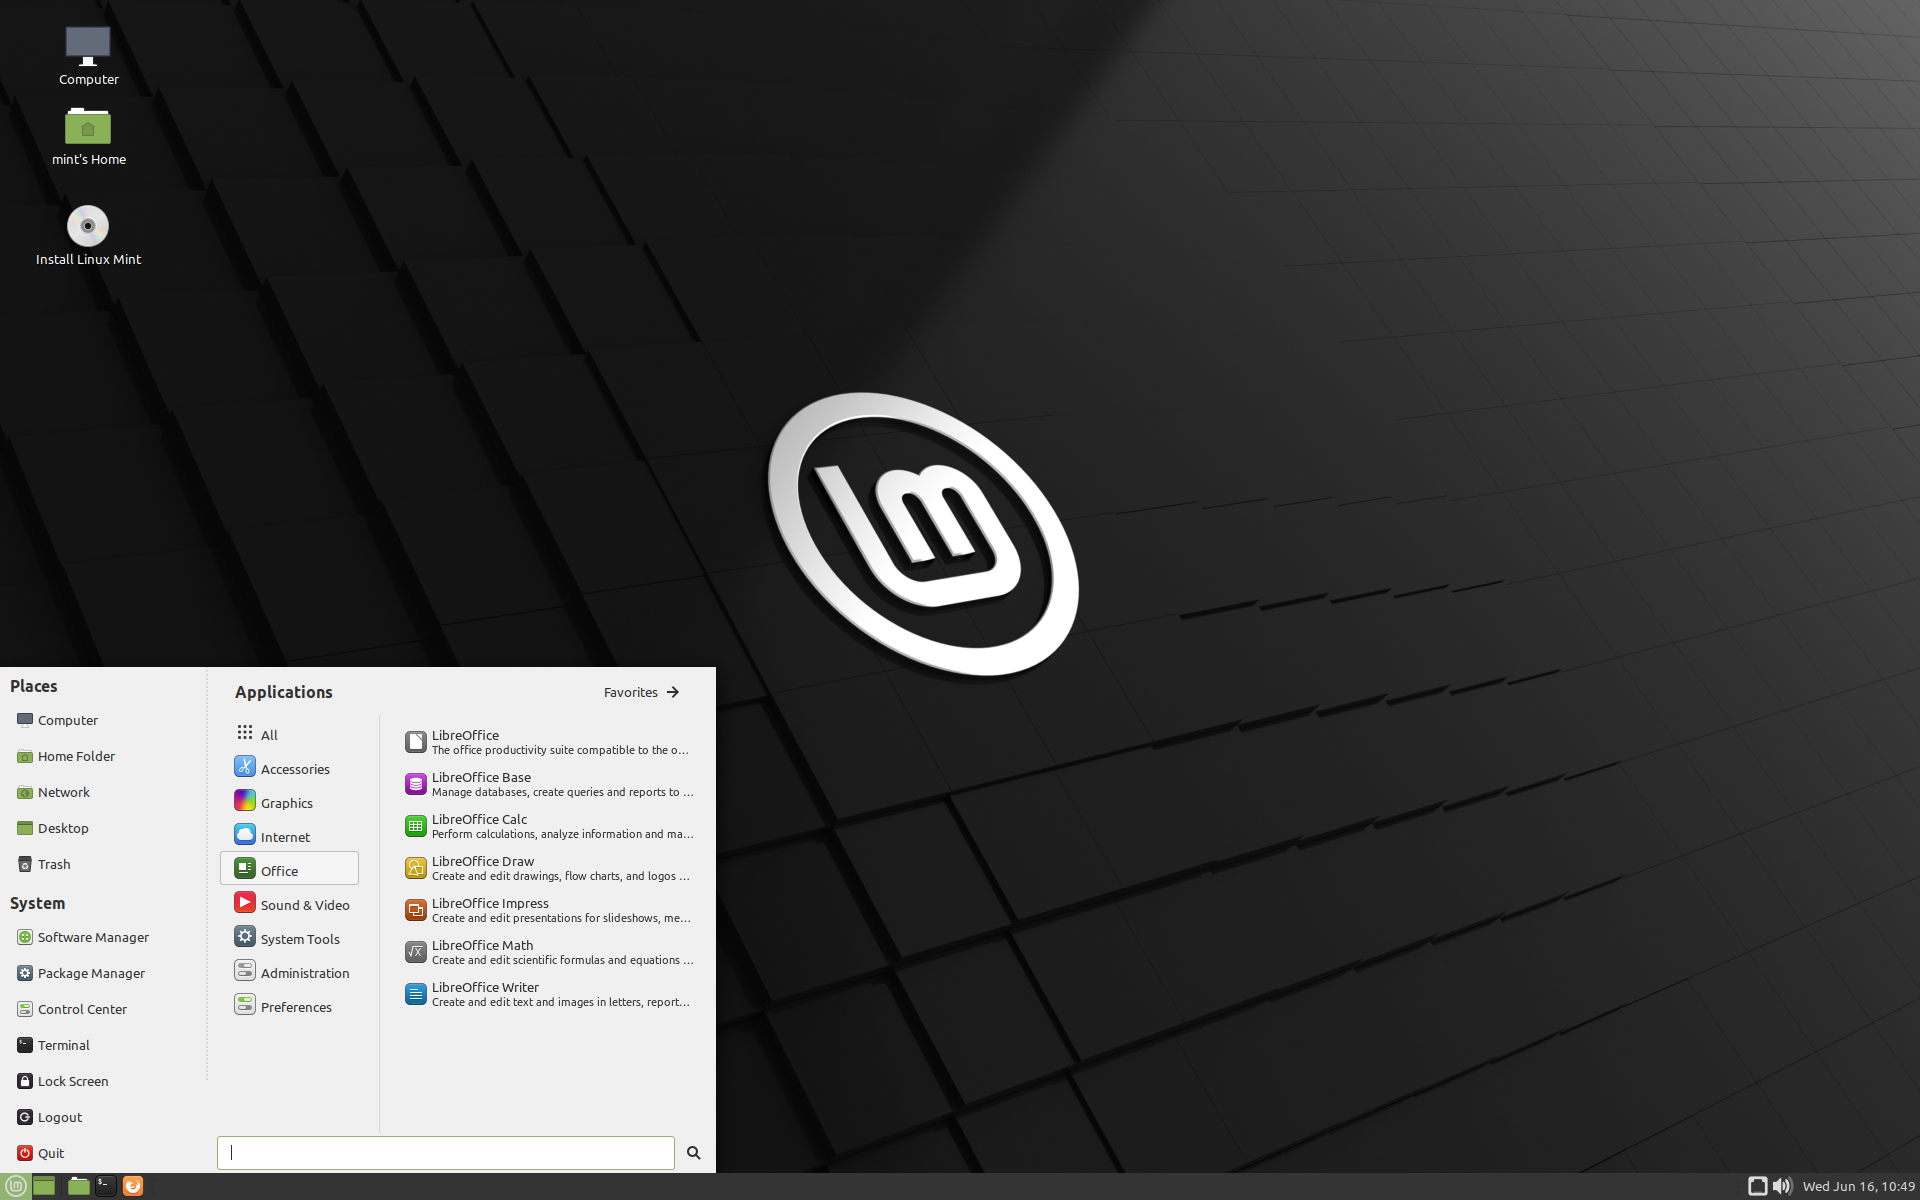 Computer
mint's Home
Install Linux Mint
Places
Computer
Home Folder
Network
Desktop
Trash
System
Software Manager
Package Manager
Control Center
Terminal
Lock Screen
Logout
Quit
Applications
Favorites
All
Accessories
Graphics
Internet
Office
Sound & Video
System Tools
Administration
Preferences
LibreOffice
The office productivity suite compatible to the o...
LibreOffice Base
Manage databases, create queries and reports to ...
LibreOffice Calc
Perform calculations, analyze information and ma...
LibreOffice Draw
Create and edit drawings, flow charts, and logos ...
LibreOffice Impress
Create and edit presentations for slideshows, me...
LibreOffice Math
Create and edit scientific formulas and equations ...
LibreOffice Writer
Create and edit text and images in letters, report...
Wed Jun 16, 10:49